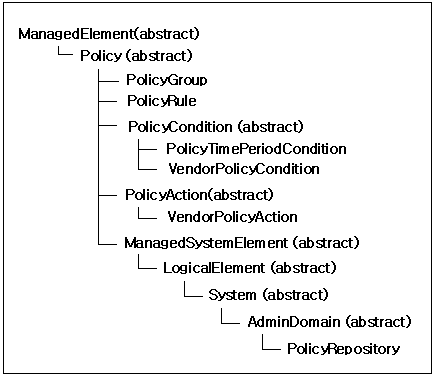 ManagedElement(abstract)
Policy (abstract)
PolicyGroup
PolicyRule
PolicyCondition (abstract)
PolicyTimePeriodCondition
VendorPolicyCondition
PolicyAction(abstract)
VendorPolicyAction
ManagedSystemElement (abstract)
LogicalElement (abstract)
System (abstract)
AdminDomain (abstract)
PolicyRepository